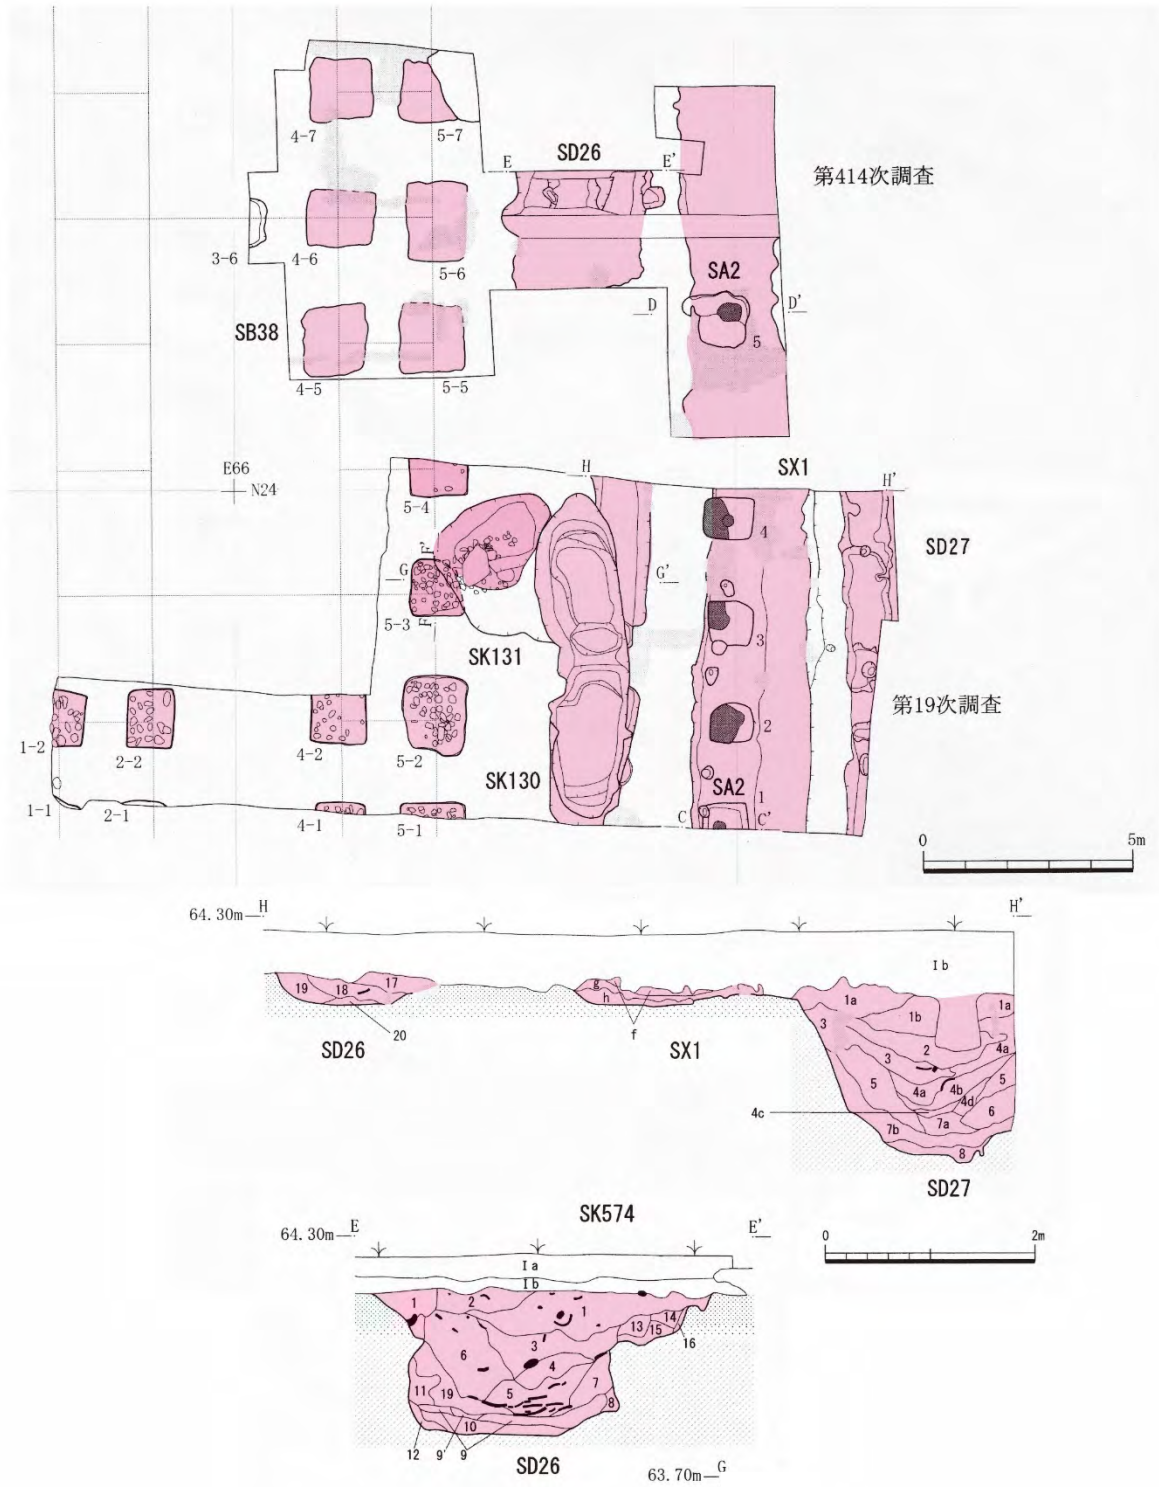 4-7
5-7
E
SD26
E'
第414次調査
3-6
4-6
5-6
SA2
D
D'
SB38
5
4-5
5-5
E66
N24
H
SX1
H'
5-4
4
SD27
F'
G
G'
5-3
F
3
SK131
第19次調査
1-2
2-2
4-2
5-2
2
SK130
SA2
1-1
2-1
4-1
5-1
1
C
C'
0
5m
64.30m
H
H'
Ib
19
18
17
g
h
f
20
SD26
SX1
1a
1b
1a
3
2
3
4a
5
4a
4b
5
4c
4d
6
7b
7a
8
SD27
SK574
64.30m
E
E'
0
2m
Ia
Ib
1
2
1
13
14
15
16
3
6
4
11
19
5
7
8
10
12
9'
9
SD26
63.70m
G